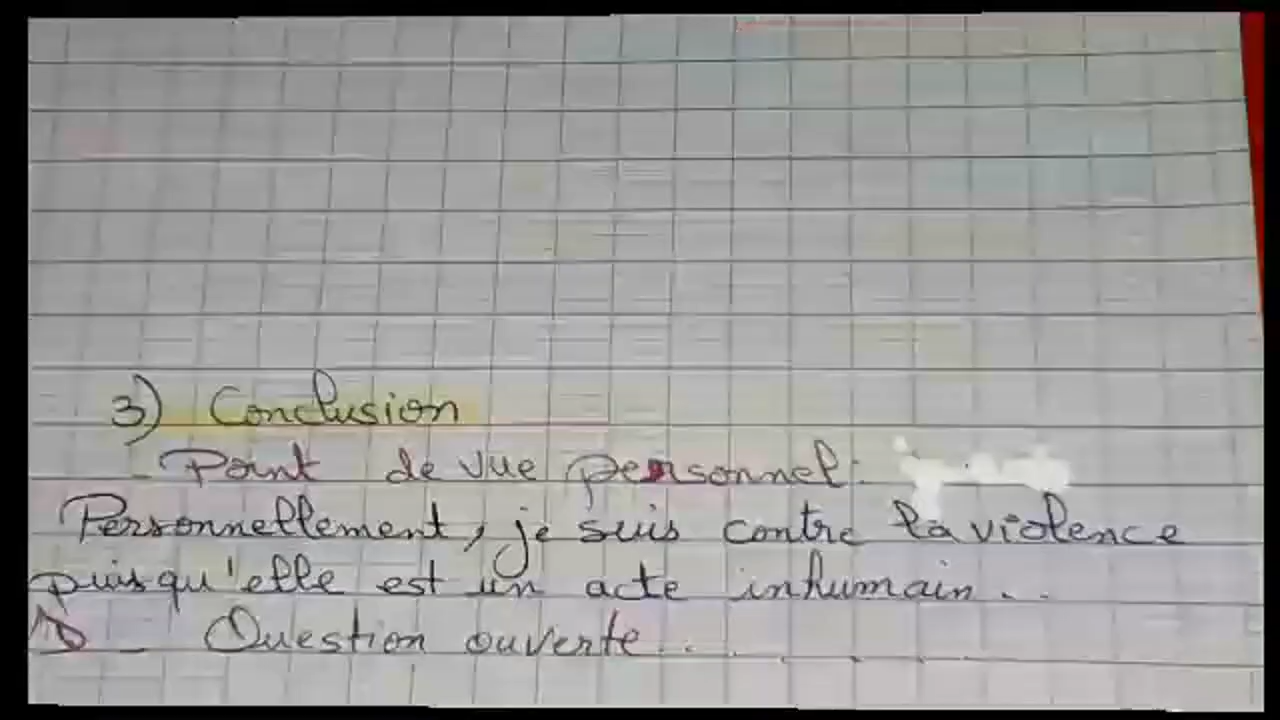 3) Conclusion
- Point de vue personnel:
Personnellement, je suis contre la violence
puisqu'elle est un acte inhumain...
- Question ouverte.......